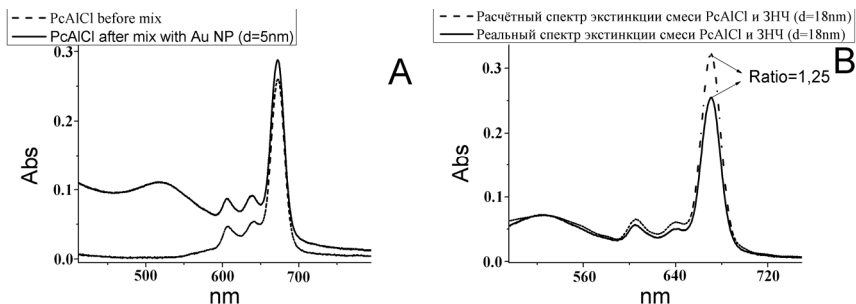 PcAlCl before mix
PcAlCl after mix with Au NP (d=5nm)
A
0.3
0.2
0.1
0.0
Abs
500
600
700
nm
Расчётный спектр экстинкции смеси PcAlCl и ЗНЧ (d=18nm)
Реальный спектр экстинкции смеси PcAlCl и ЗНЧ (d=18nm)
B
Ratio=1,25
0.3
0.2
0.1
0.0
Abs
560
640
720
nm